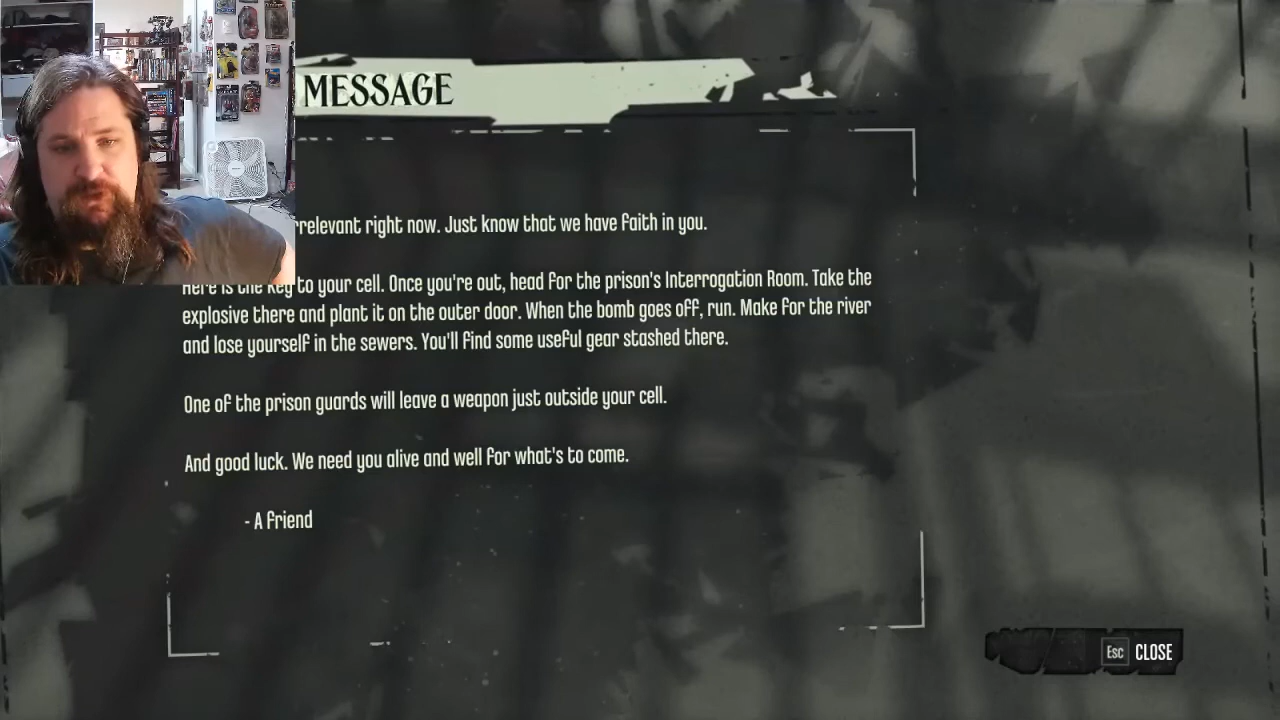 MESSAGE
rrelevant right now. Just know that we have faith in you.
Here is the key to your cell. Once you're out, head for the prison's Interrogation Room. Take the
explosive there and plant it on the outer door. When the bomb goes off, run. Make for the river
and lose yourself in the sewers. You'll find some useful gear stashed there.
One of the prison guards will leave a weapon just outside your cell.
And good luck. We need you alive and well for what's to come.
- A friend
Esc CLOSE